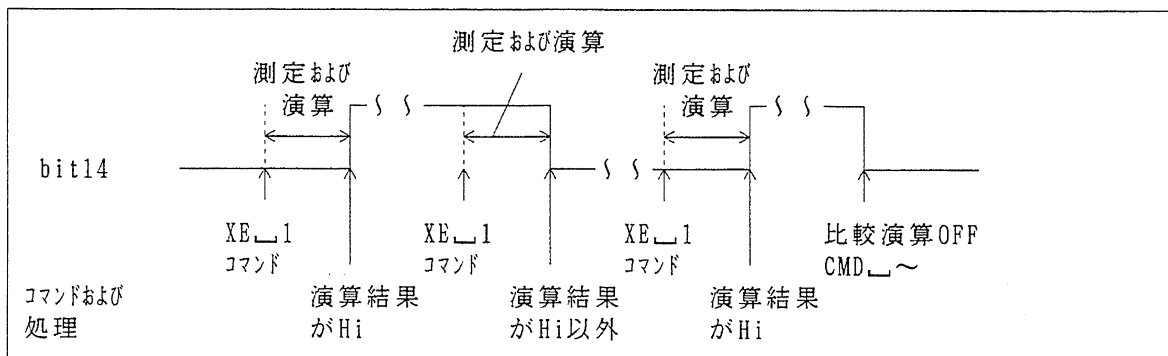 測定および演算
測定および
演算
測定および
演算
bit14
XE␣1
コマンド
XE␣1
コマンド
XE␣1
コマンド
比較演算OFF
CMD␣～
コマンドおよび
処理
演算結果
がHi
演算結果
がHi以外
演算結果
がHi